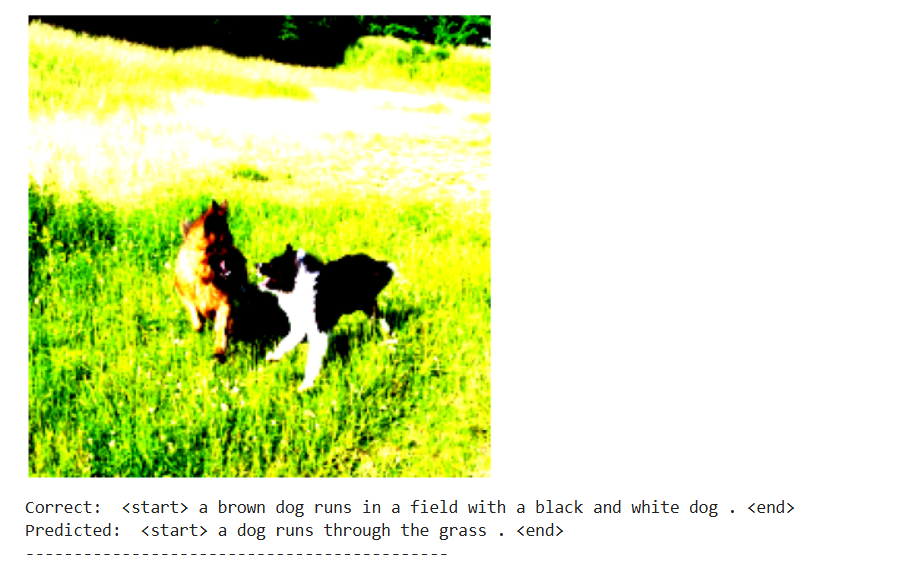 Correct:  <start> a brown dog runs in a field with a black and white dog . <end>
Predicted:  <start> a dog runs through the grass . <end>
--------------------------------------------